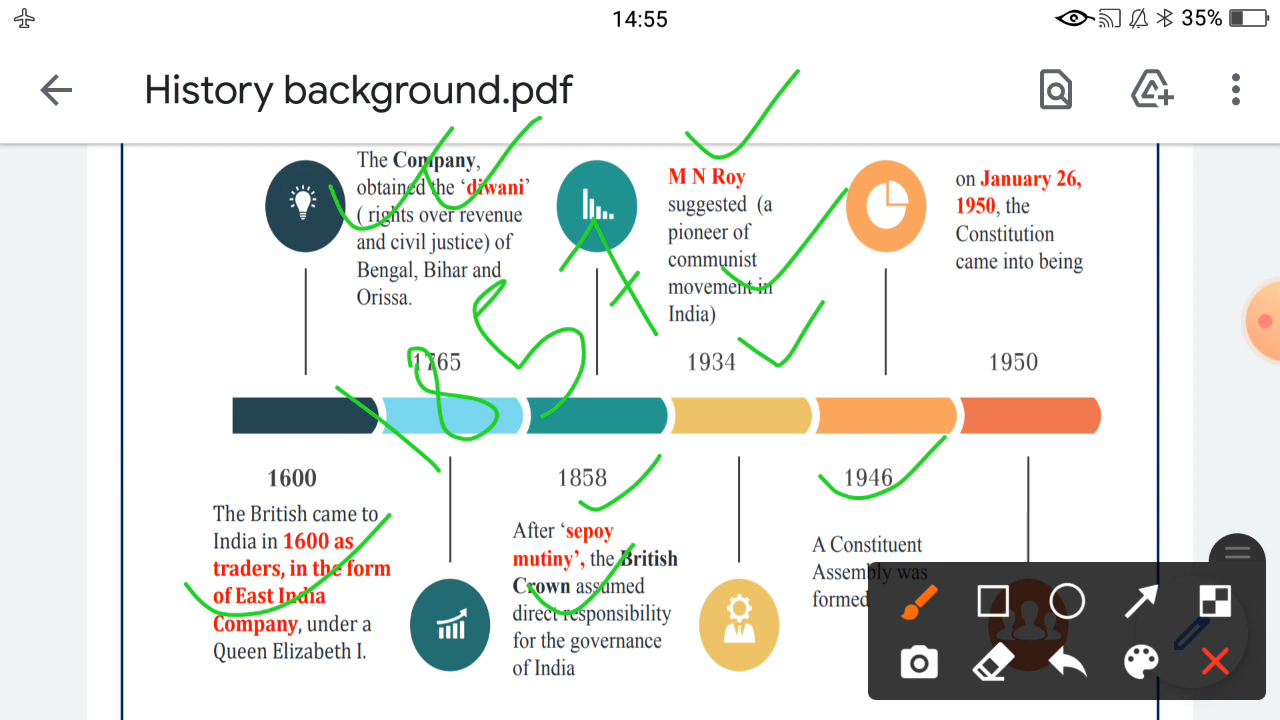 14:55
35%
History background.pdf
The Company,
obtained the ‘diwani’
( rights over revenue
and civil justice) of
Bengal, Bihar and
Orissa.
M N Roy
suggested (a
pioneer of
communist
movement in
India)
on January 26,
1950, the
Constitution
came into being
1765
1934
1950
1600
1858
1946
The British came to
India in 1600 as
traders, in the form
of East India
Company, under a
Queen Elizabeth I.
After ‘sepoy
mutiny’, the British
Crown assumed
direct responsibility
for the governance
of India
A Constituent
Assembly was
formed